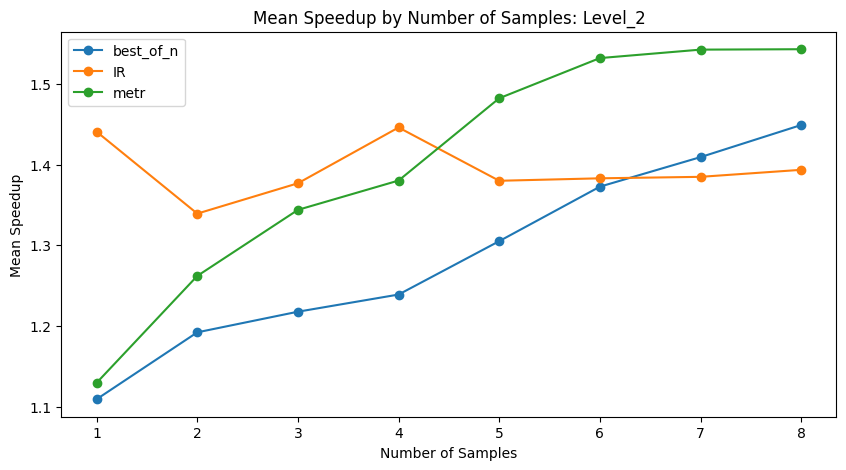 Mean Speedup by Number of Samples: Level_2
best_of_n
IR
metr
Mean Speedup
1.5
1.4
1.3
1.2
1.1
1 2 3 4 5 6 7 8
Number of Samples